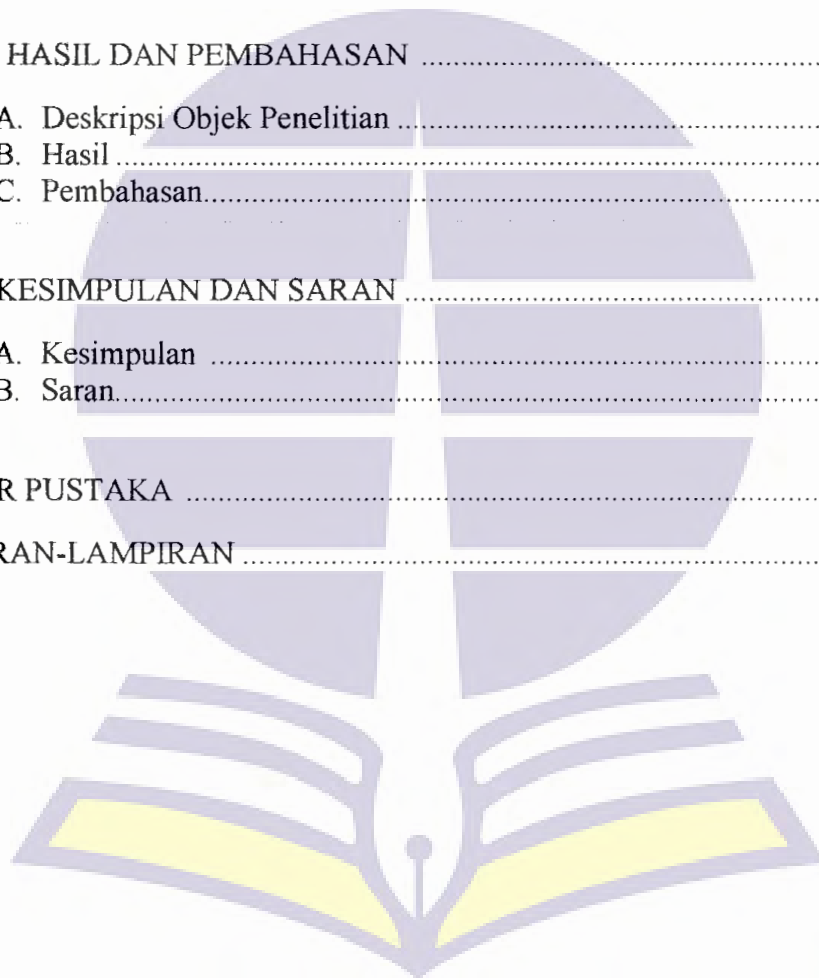 HASIL DAN PEMBAHASAN ........................................................
A. Deskripsi Objek Penelitian ........................................................
B. Hasil ........................................................
C. Pembahasan........................................................
KESIMPULAN DAN SARAN ........................................................
A. Kesimpulan ........................................................
B. Saran........................................................
R PUSTAKA ........................................................
RAN-LAMPIRAN ........................................................